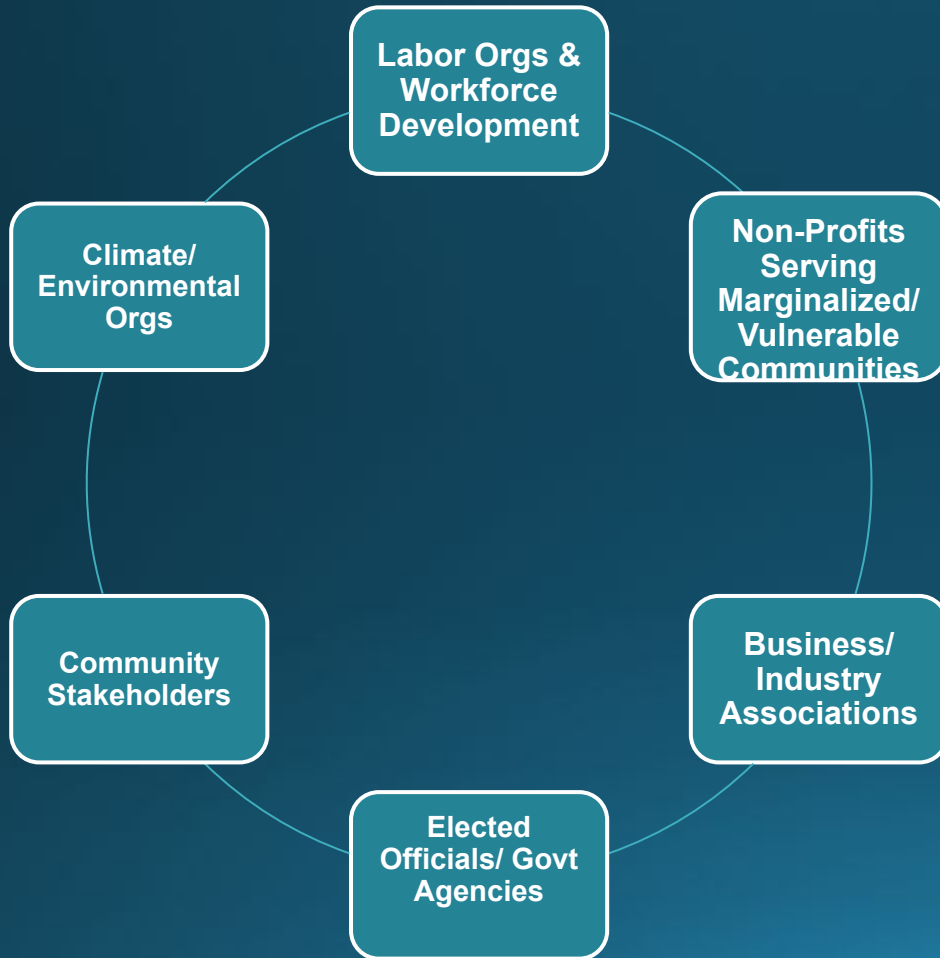 Labor Orgs &
Workforce
Development
Non-Profits
Serving
Marginalized/
Vulnerable
Communities
Business/
Industry
Associations
Elected
Officials/ Govt
Agencies
Community
Stakeholders
Climate/
Environmental
Orgs